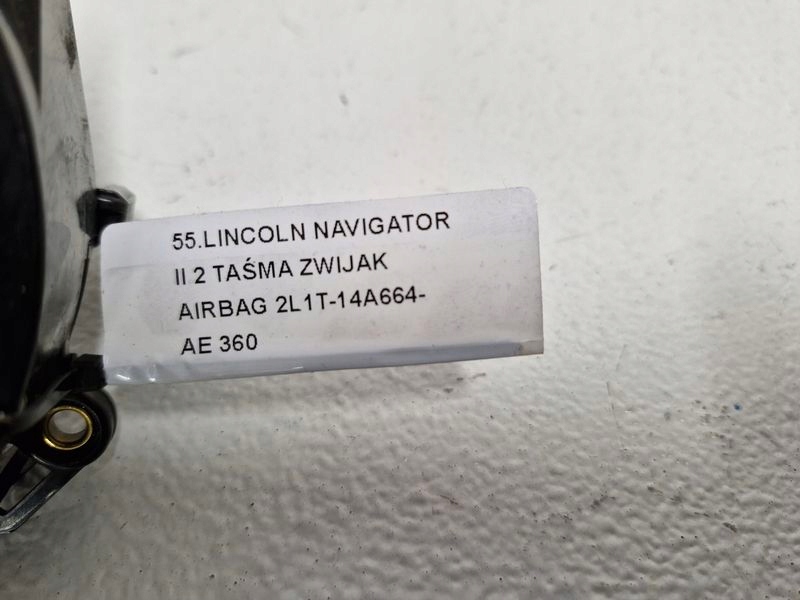 55.LINCOLN NAVIGATOR
II 2 TAŚMA ZWIJAK
AIRBAG 2L1T-14A664-
AE 360